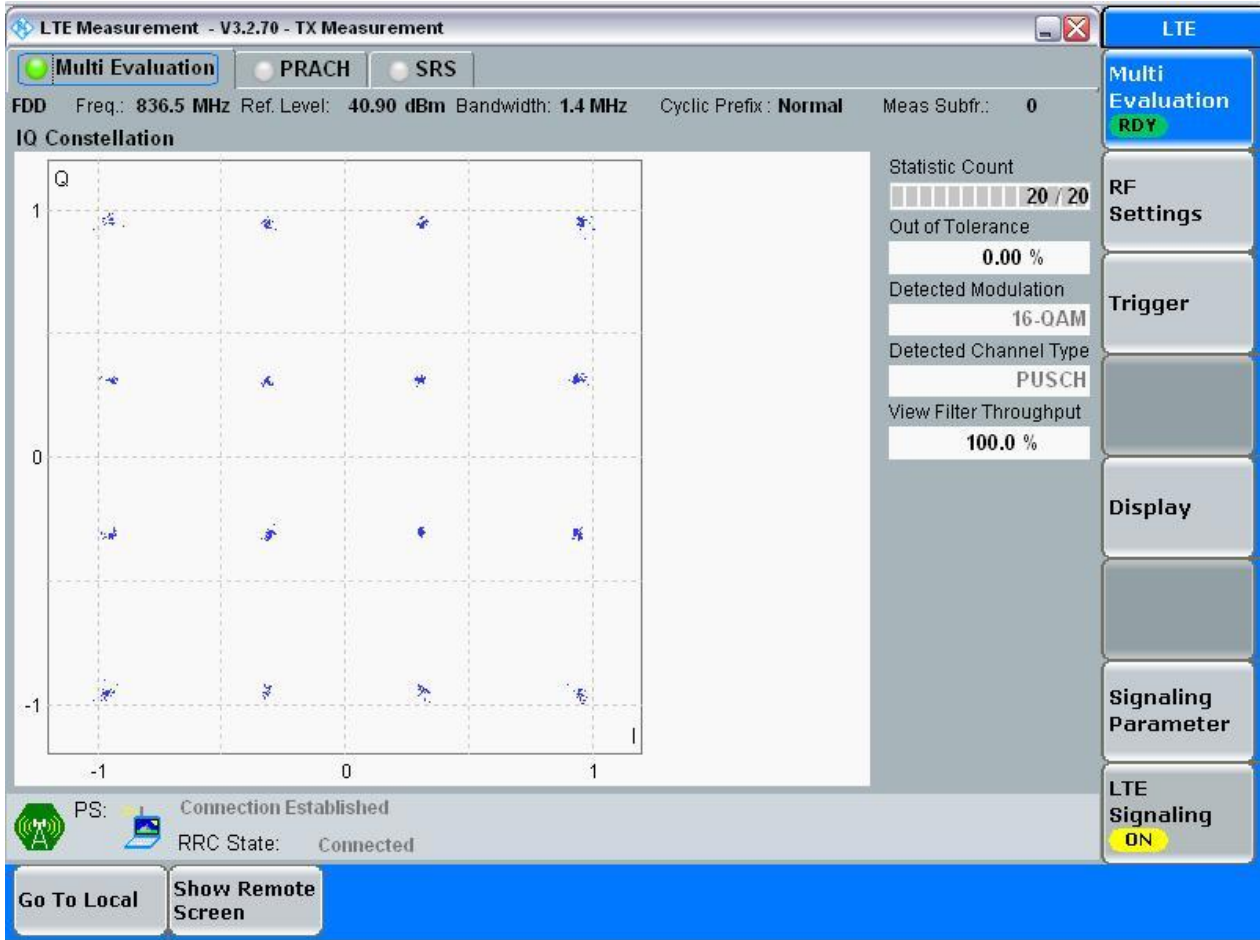 LTE Measurement - V3.2.70 - TX Measurement
LTE
Multi Evaluation PRACH SRS
Multi
Evaluation
RDY
FDD Freq.: 836.5 MHz Ref. Level: 40.90 dBm Bandwidth: 1.4 MHz Cyclic Prefix : Normal Meas Subfr.: 0
IQ Constellation
Q
1
0
-1
-1 0 1
I
Statistic Count
20 / 20
Out of Tolerance
0.00 %
Detected Modulation
16-QAM
Detected Channel Type
PUSCH
View Filter Throughput
100.0 %
RF
Settings
Trigger
Display
Signaling
Parameter
LTE
Signaling
ON
PS: Connection Established
RRC State: Connected
Go To Local
Show Remote
Screen